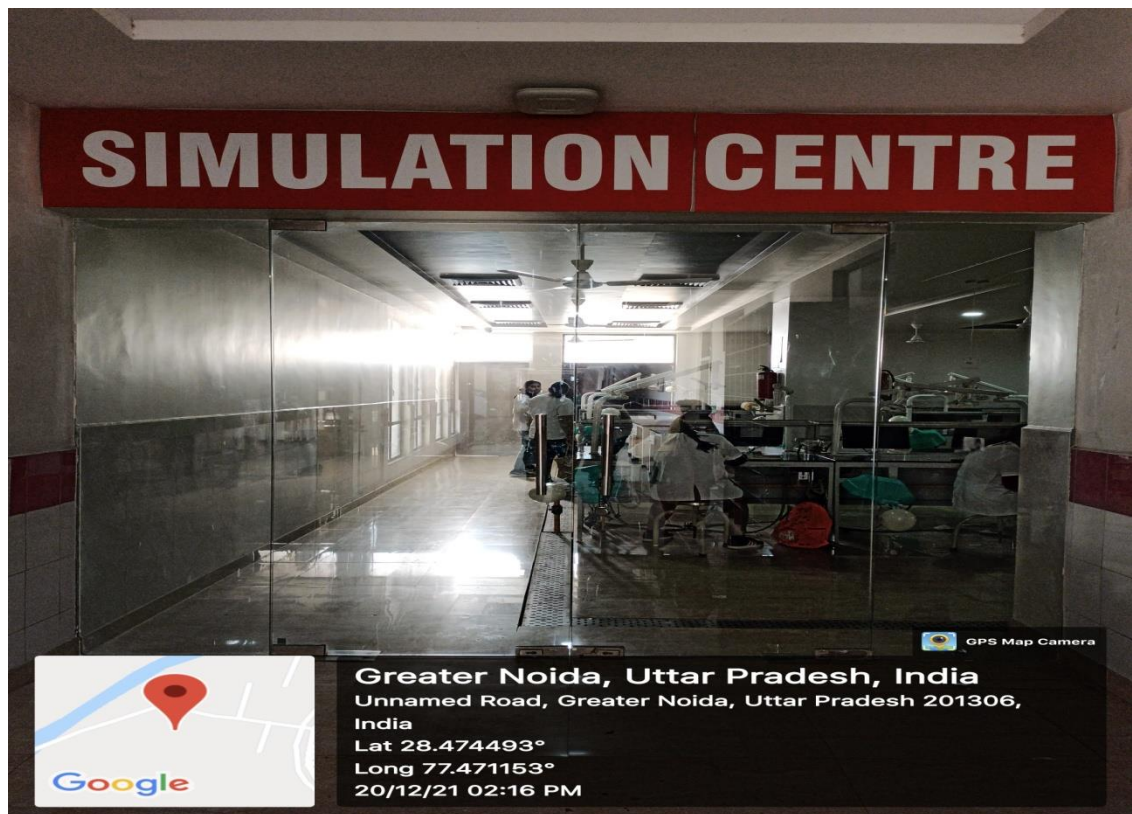 SIMULATION CENTRE
GPS Map Camera
Greater Noida, Uttar Pradesh, India
Unnamed Road, Greater Noida, Uttar Pradesh 201306,
India
Lat 28.474493°
Long 77.471153°
20/12/21 02:16 PM
Google